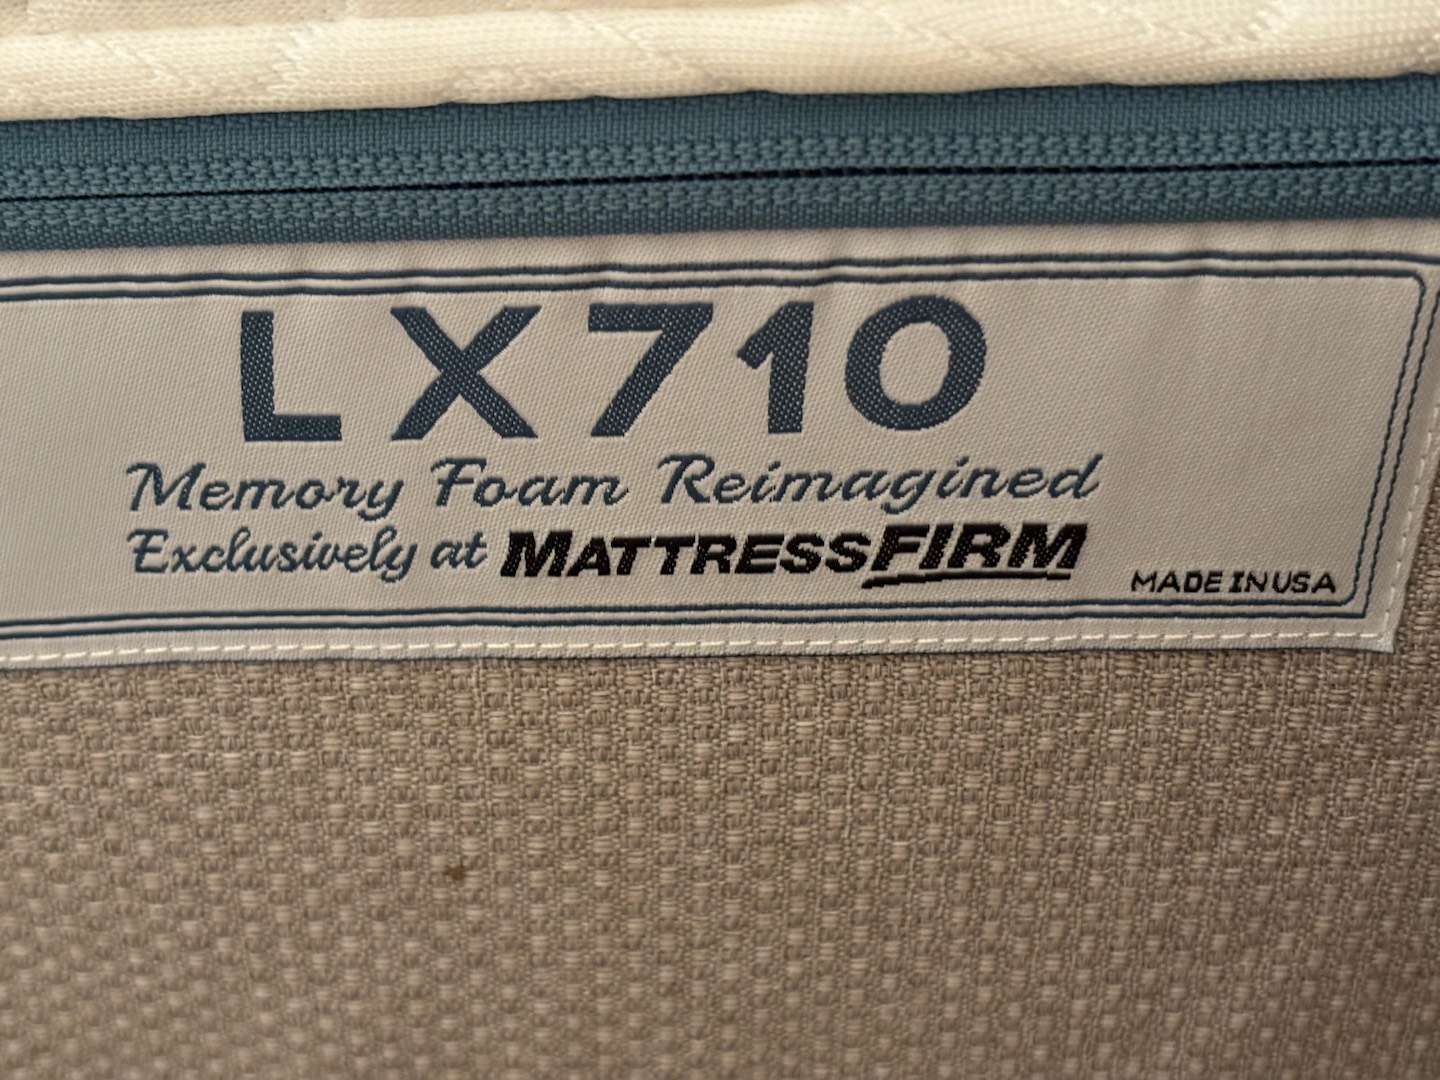 LX710
Memory Foam Reimagined
Exclusively at MATTRESSFIRM
MADE IN USA